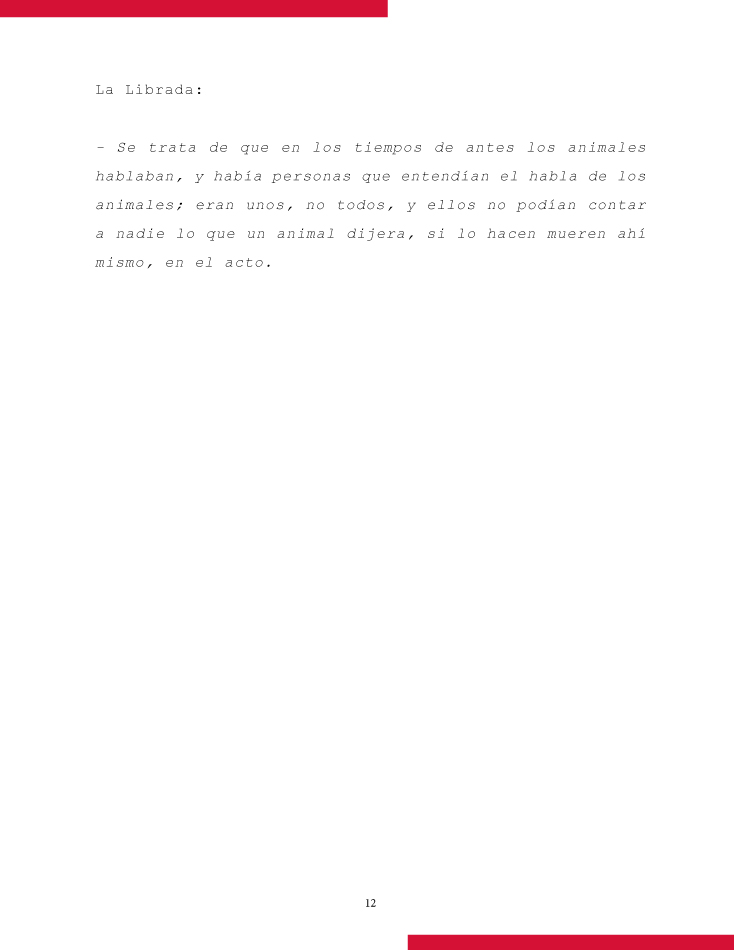 La Librada:
- Se trata de que en los tiempos de antes los animales
hablaban, y había personas que entendían el habla de los
animales; eran unos, no todos, y ellos no podían contar
a nadie lo que un animal dijera, si lo hacen mueren ahí
mismo, en el acto.
12